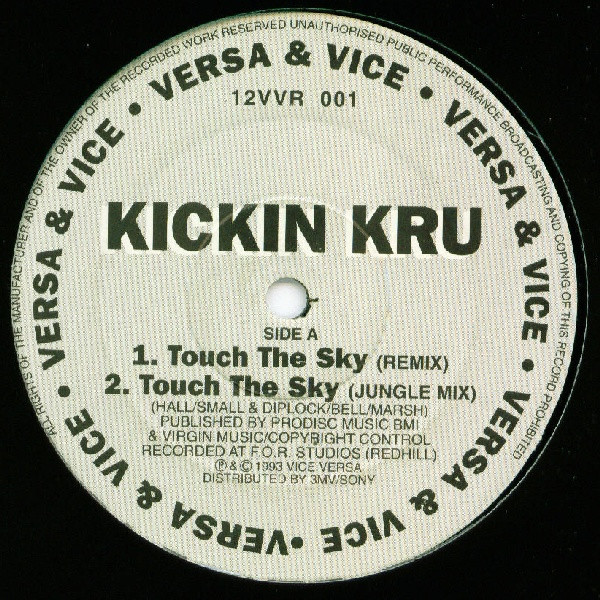 ALL RIGHTS OF THE MANUFACTURER AND OF THE OWNER OF THE RECORDED WORK RESERVED UNAUTHORISED PUBLIC PERFORMANCE BROADCASTING AND COPYING OF THIS RECORD PROHIBITED
VERSA & VICE • VERSA & VICE • VERSA & VICE • VERSA & VICE • VERSA & VICE •
12VVR 001
KICKIN KRU
SIDE A
1. Touch The Sky (REMIX)
2. Touch The Sky (JUNGLE MIX)
(HALL/SMALL & DIPLOCK/BELL/MARSH)
PUBLISHED BY PRODISC MUSIC BMI
& VIRGIN MUSIC/COPYBIGHT CONTROL
RECORDED AT F.O.R. STUDIOS (REDHILL)
℗ & © 1993 VICE VERSA
DISTRIBUTED BY 3MV/SONY